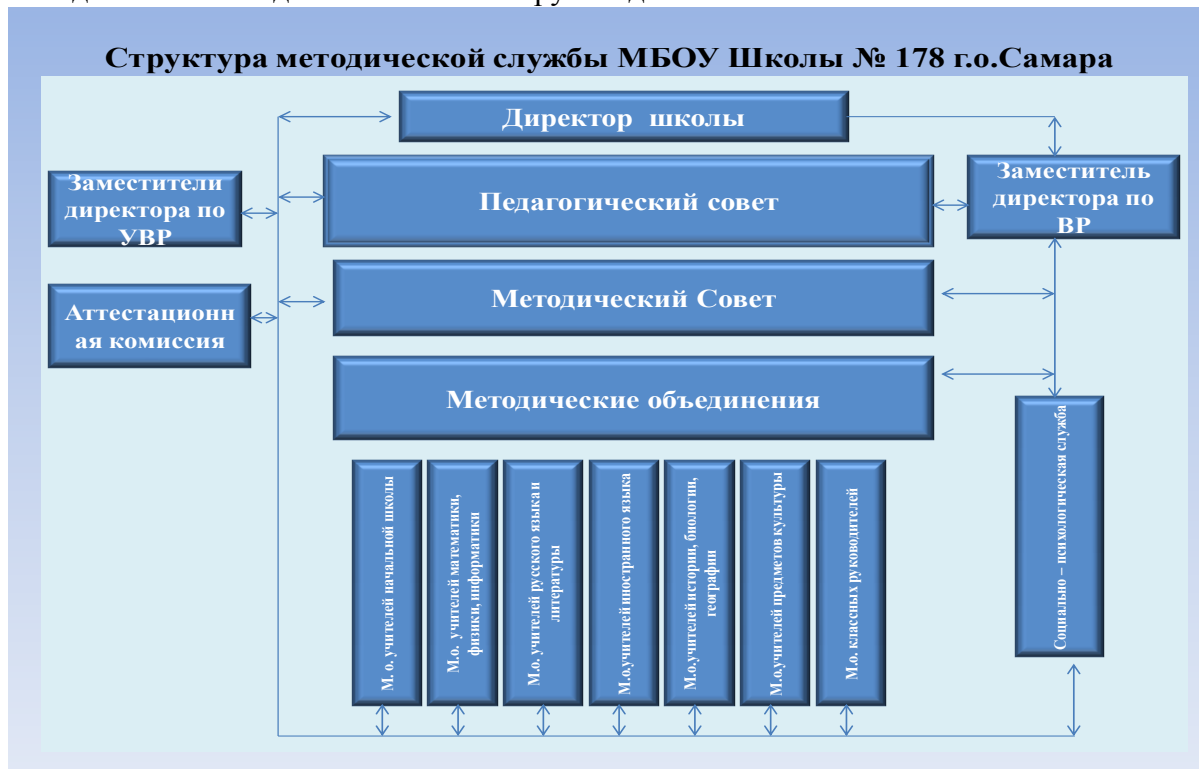 Структура методической службы МБОУ Школы № 178 г.о.Самара
Директор школы
Заместители
директора по
УВР
Педагогический совет
Заместитель
директора по
ВР
Аттестационн
ая комиссия
Методический Совет
Методические объединения
М. о. учителей начальной школы
М.о. учителей математики,
физики, информатики
М.о. учителей русского языка и
литературы
М.о.учителей иностранного языка
М.о.учителей истории, биологии,
географии
М.о.учителей предметов культуры
М.о. классных руководителей
Социально – психологическая служба